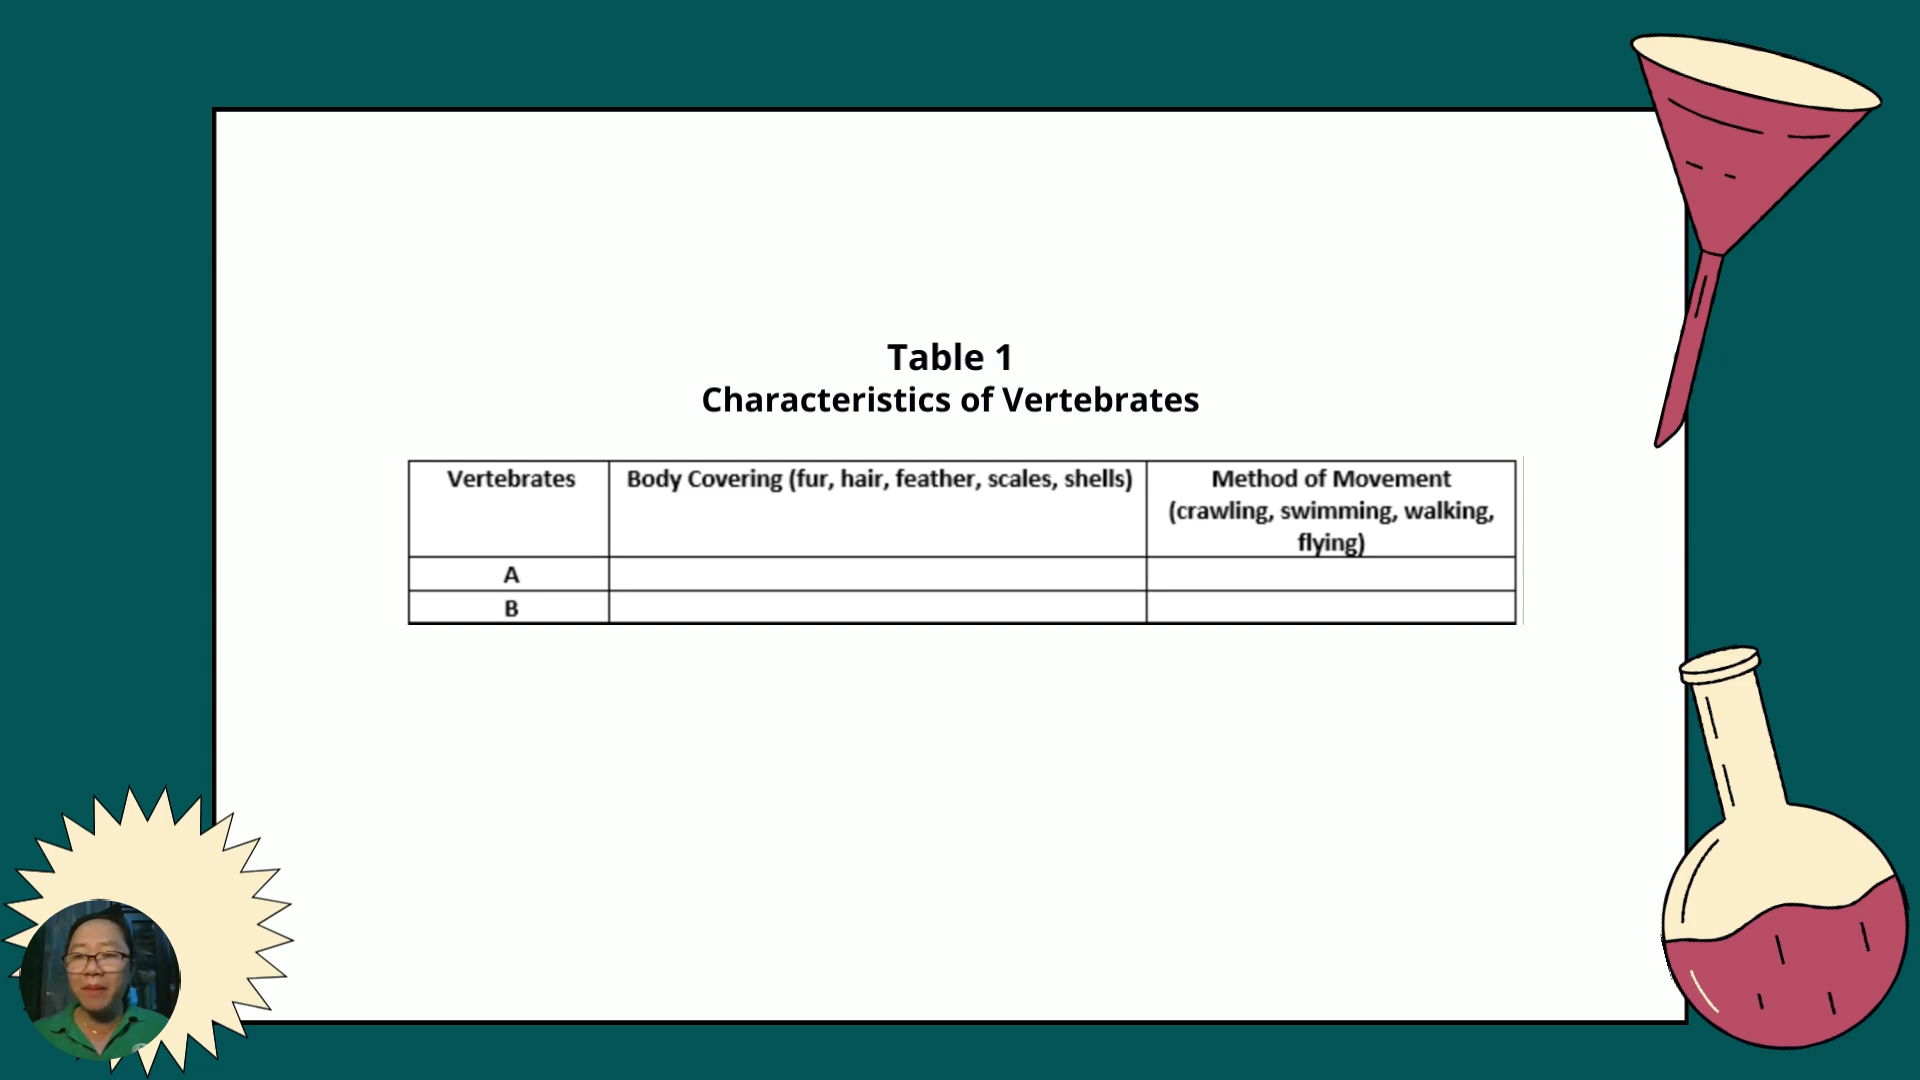 Table 1
Characteristics of Vertebrates
Vertebrates
Body Covering (fur, hair, feather, scales, shells)
Method of Movement
(crawling, swimming, walking,
flying)
A
B